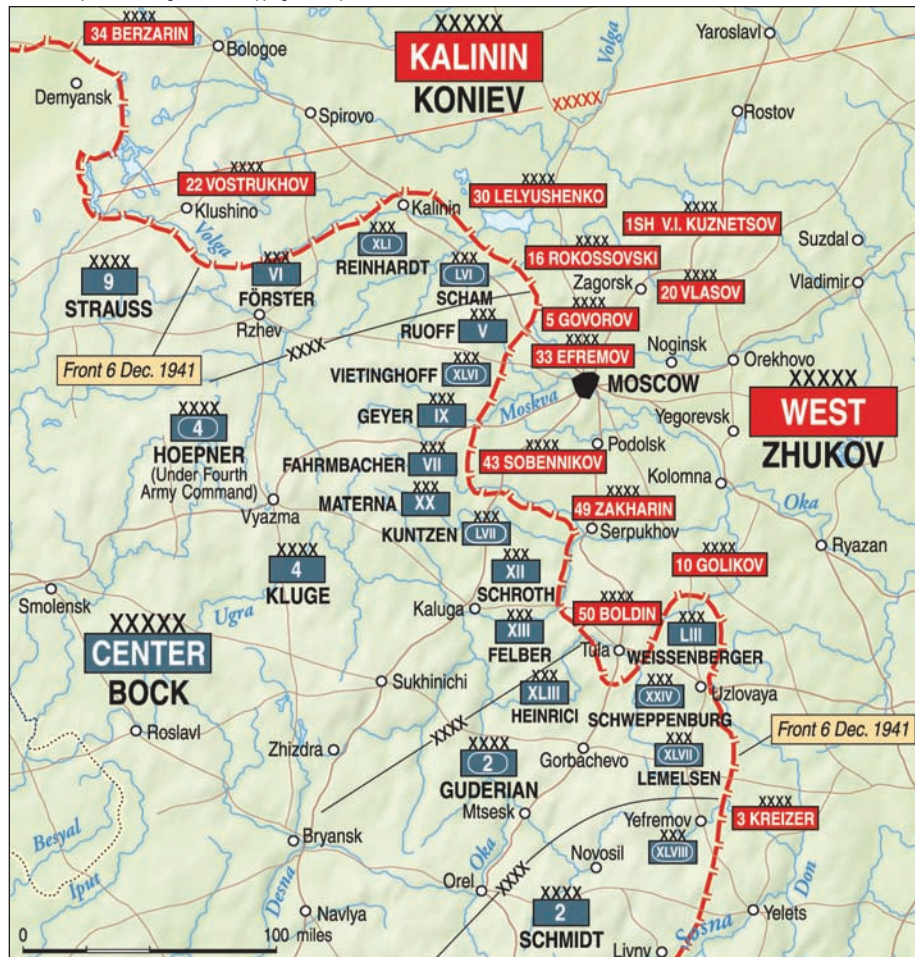 XXXX
34 BERZARIN
Bologoe
XXXXX
KALININ
KONIEV
Volga
Yaroslavl
Demyansk
XXXXX
Rostov
Spirovo
XXXX
22 VOSTRUKHOV
Klushino
Volga
Kalinin
XXXX
30 LELYUSHENKO
XXXX
1SH V.I. KUZNETSOV
Suzdal
XXX
XLI
REINHARDT
XXXX
16 ROKOSSOVSKI
XXXX
9
STRAUSS
XXX
VI
FÖRSTER
Rzhev
XXX
LVI
SCHAM
Zagorsk
XXXX
20 VLASOV
Vladimir
XXXX
5 GOVOROV
RUOFF
XXX
V
XXXX
Front 6 Dec. 1941
XXXX
33 EFREMOV
Noginsk
Orekhovo
VIETINGHOFF
XXX
XLVI
MOSCOW
Moskva
XXXXX
WEST
ZHUKOV
GEYER
XXX
IX
Yegorevsk
XXXX
4
HOEPNER
(Under Fourth
Army Command)
Vyazma
FAHRMBACHER
XXX
VII
XXXX
43 SOBENNIKOV
Podolsk
Kolomna
MATERNA
XXX
XX
Oka
KUNTZEN
XXX
LVII
XXXX
49 ZAKHARIN
Serpukhov
Ryazan
XXXX
4
KLUGE
XXX
XII
SCHROTH
XXXX
10 GOLIKOV
Smolensk
Ugra
Kaluga
XXXX
50 BOLDIN
XXXXX
CENTER
BOCK
XXX
XIII
FELBER
Tula
XXX
LIII
WEISSENBERGER
Sukhinichi
XXX
XLIII
HEINRICI
XXX
XXIV
SCHWEPPENBURG
Uzlovaya
Roslavl
Zhizdra
XXXX
Front 6 Dec. 1941
XXXX
2
GUDERIAN
Gorbachevo
XXX
XLVII
LEMELSEN
Mtsesk
Yefremov
XXXX
3 KREIZER
Besyal
Iput
Bryansk
Oka
XXX
XLVIII
Novosil
Desna
Orel
XXXX
Don
Navlya
XXXX
2
SCHMIDT
Yelets
Sosna
Livny
0 100
miles